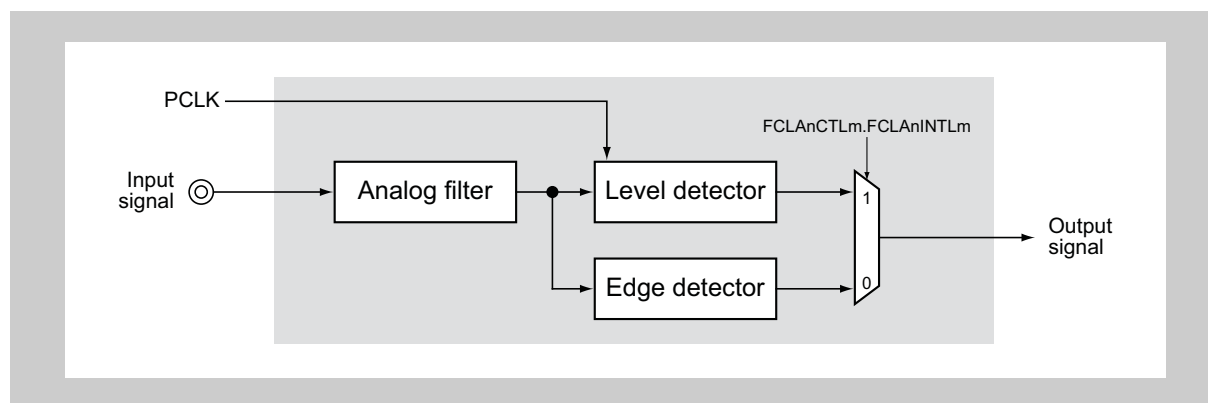 PCLK
FCLAnCTLm.FCLAnINTLm
Input
signal
Analog filter
Level detector
1
Output
signal
Edge detector
0